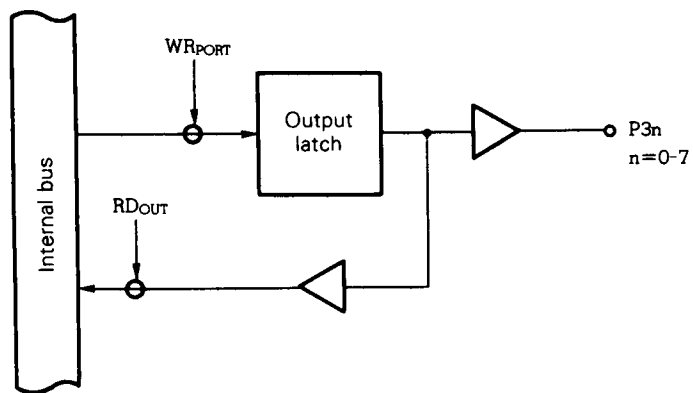 WRPORT
Output
latch
P3n
n=0-7
RDOUT
Internal bus